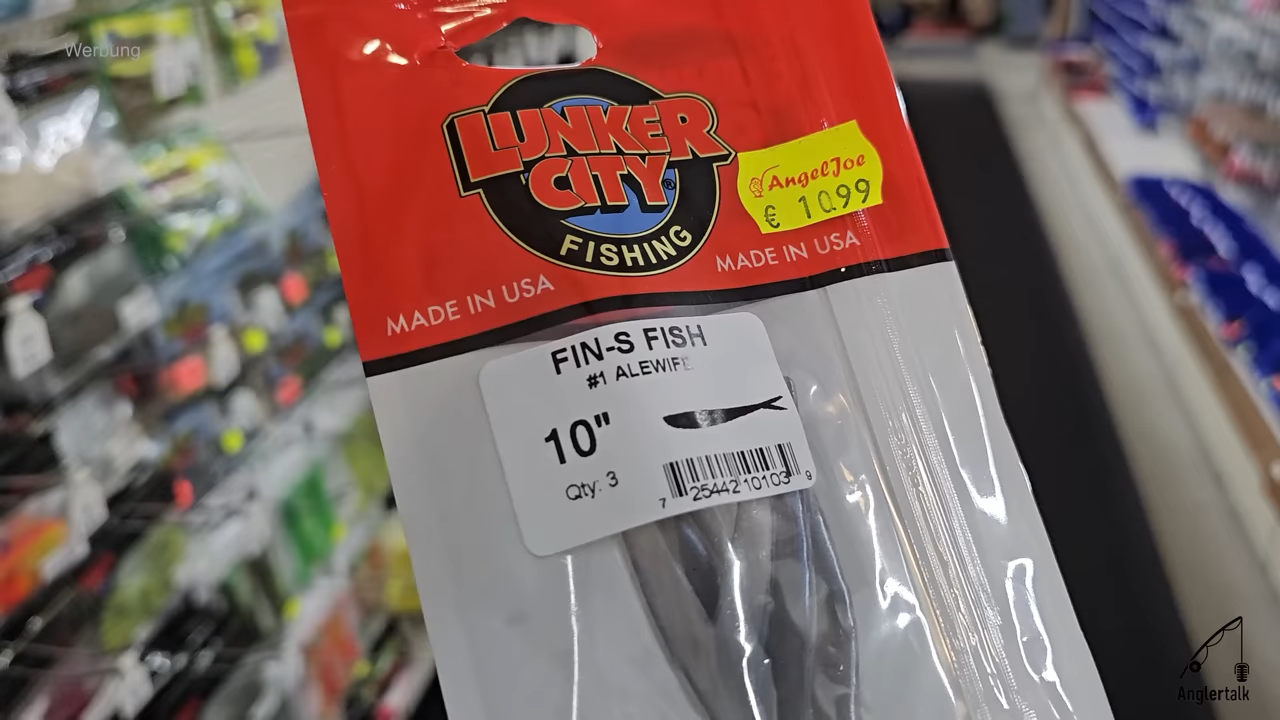 Werbung
LUNKER
CITY®
FISHING
AngelJoe
€ 10.99
MADE IN USA
MADE IN USA
FIN-S FISH
#1 ALEWIFE
10"
Qty: 3
7 25442 10103 9
Anglertalk